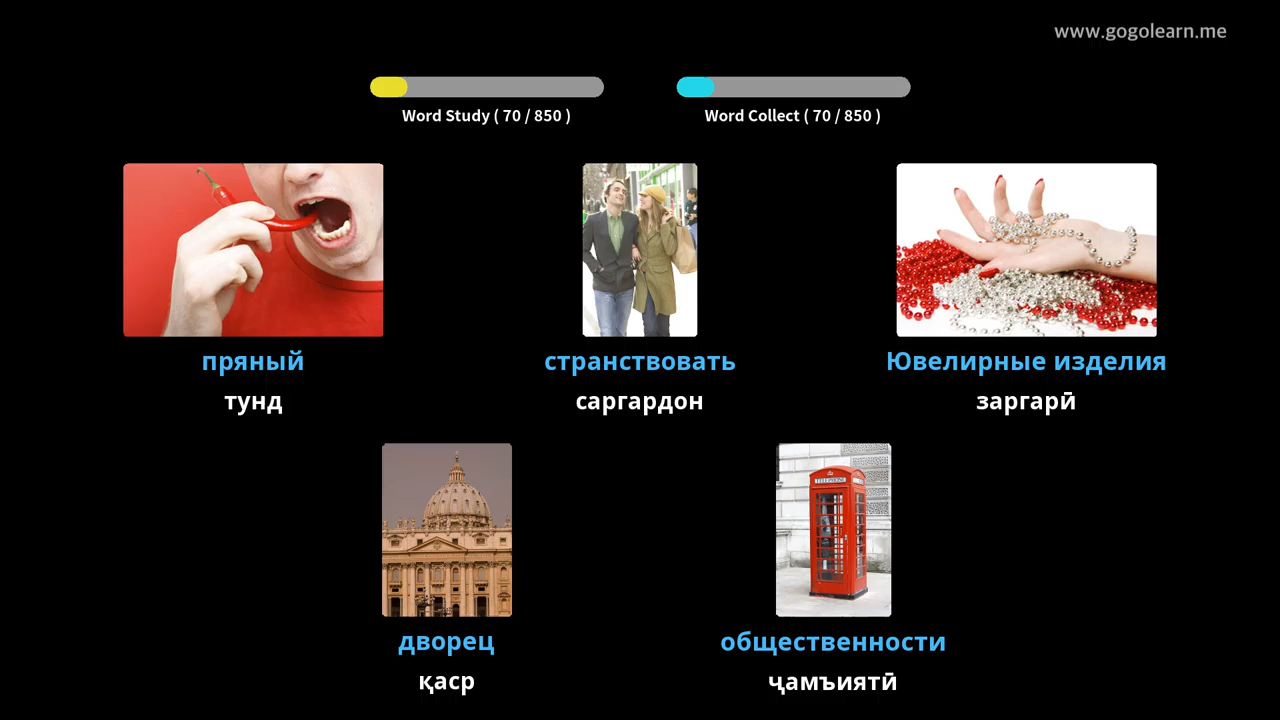 www.gogolearn.me
Word Study ( 70 / 850 )
Word Collect ( 70 / 850 )
пряный
тунд
странствовать
саргардон
Ювелирные изделия
заргарӣ
TELEPHONE
дворец
қаср
общественности
ҷамъиятӣ